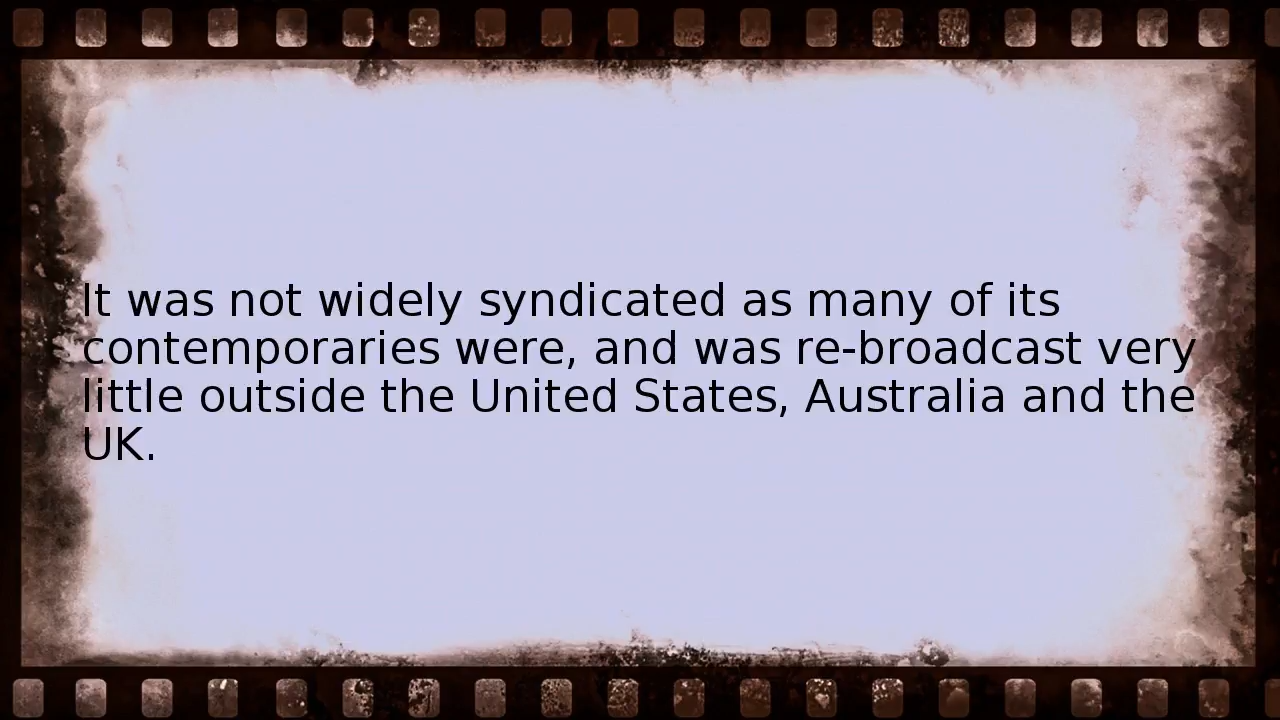 It was not widely syndicated as many of its
contemporaries were, and was re-broadcast very
little outside the United States, Australia and the
UK.